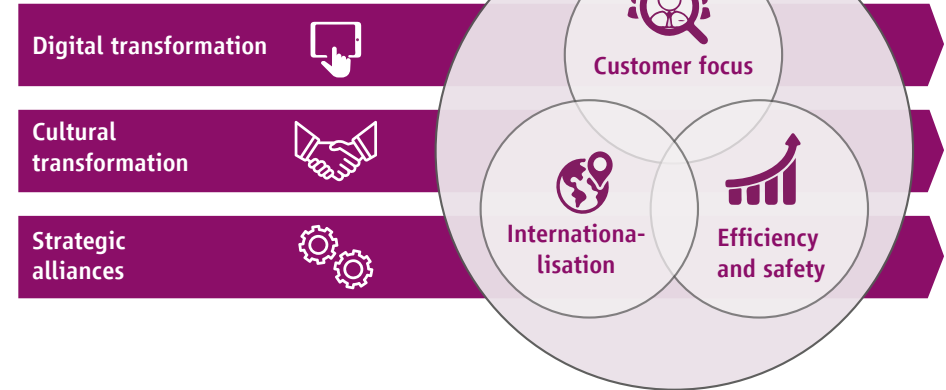 Digital transformation
Customer focus
Cultural
transformation
Strategic
alliances
Internationa-
lisation
Efficiency
and safety